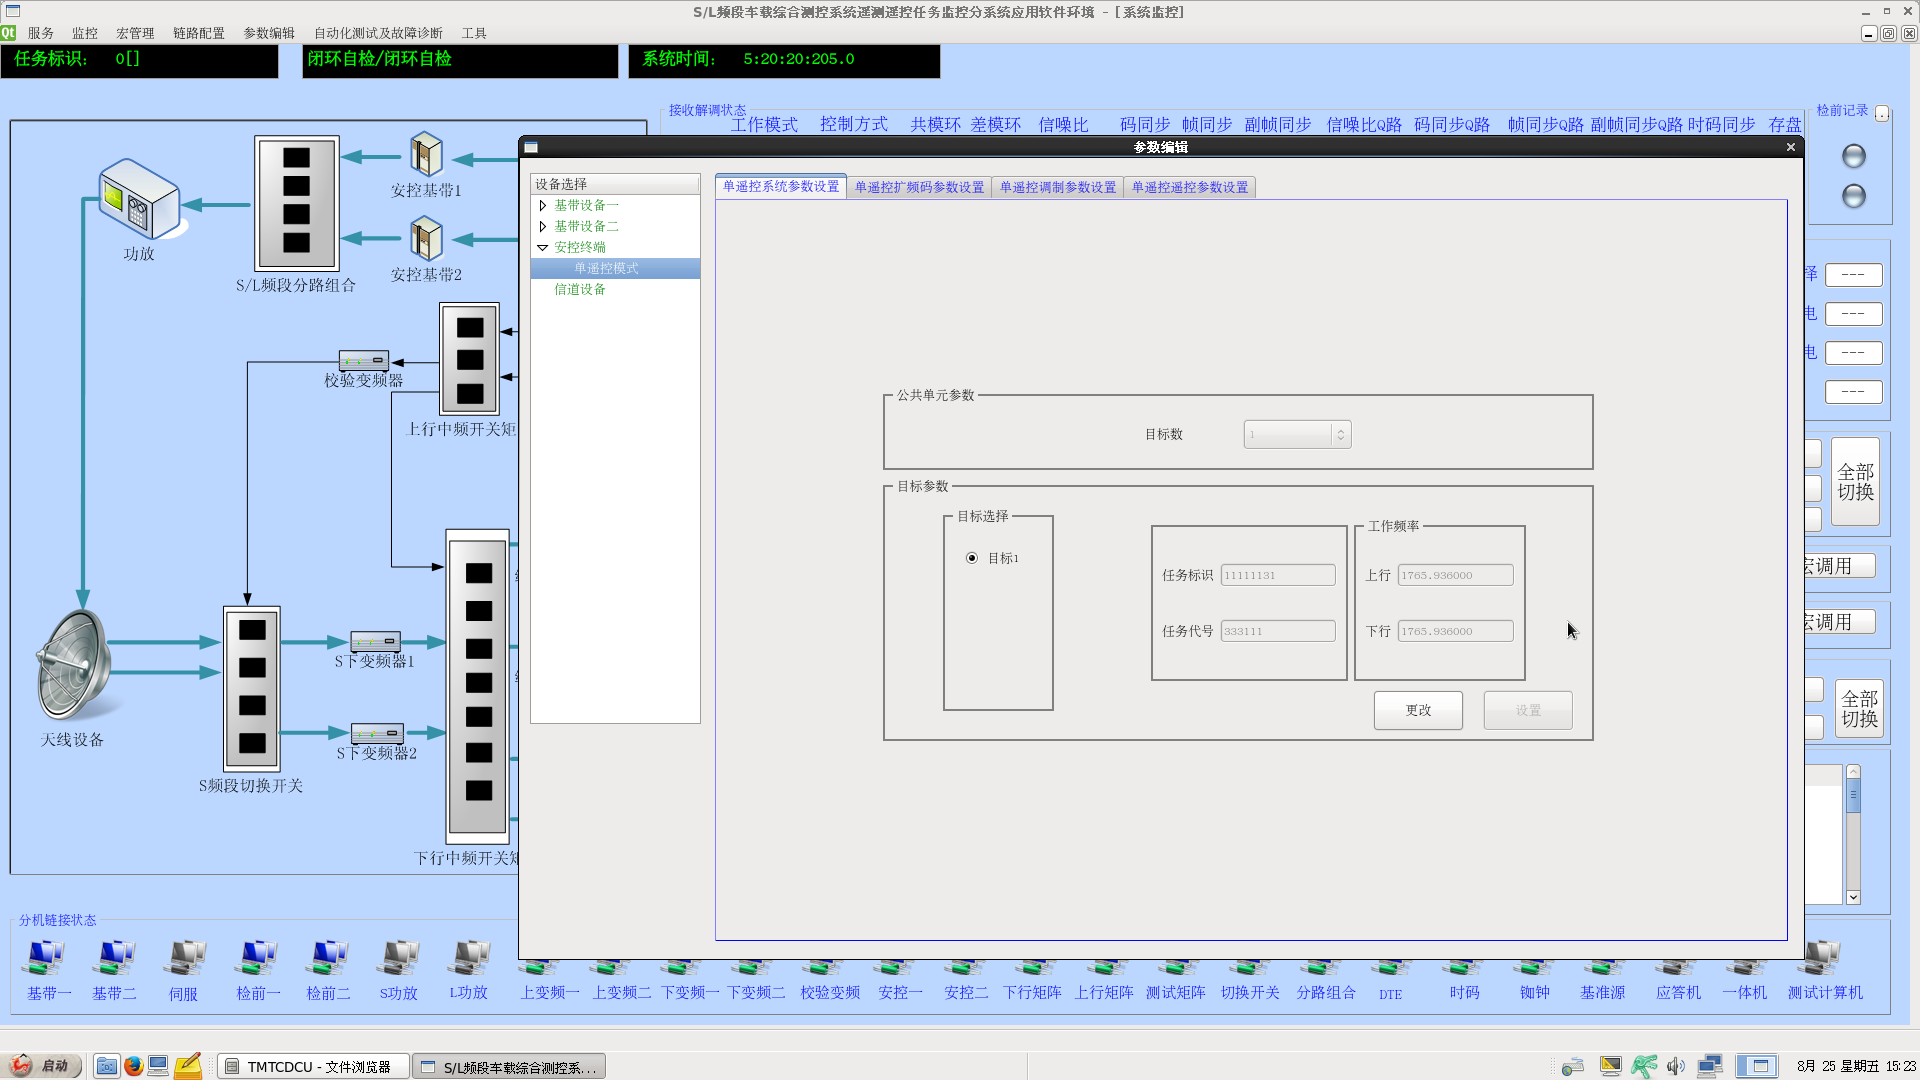 S/L频段车载综合测控系统遥测遥控任务监控分系统应用软件环境 - [系统监控]
服务 监控 宏管理 链路配置 参数编辑 自动化测试及故障诊断 工具
任务标识: 0[] 闭环自检/闭环自检 系统时间: 5:20:20:205.0
接收解调状态
工作模式 控制方式 共模环 差模环 信噪比 码同步 帧同步 副帧同步 信噪比Q路 码同步Q路 帧同步Q路 副帧同步Q路 时码同步 存盘
检前记录
参数编辑
设备选择
基带设备一
基带设备二
安控终端
单遥控模式
信道设备
单遥控系统参数设置 单遥控扩频码参数设置 单遥控调制参数设置 单遥控遥控参数设置
公共单元参数
目标数 1
目标参数
目标选择
目标1
任务标识 11111131
任务代号 333111
工作频率
上行 1765.936000
下行 1765.936000
更改 设置
功放
S/L频段分路组合
安控基带1
安控基带2
校验变频器
上行中频开关矩
天线设备
S频段切换开关
S下变频器1
S下变频器2
下行中频开关矩
择 ---
电 ---
电 ---
---
全部
切换
宏调用
宏调用
全部
切换
分机链接状态
基带一 基带二 伺服 检前一 检前二 S功放 L功放 上变频一 上变频二 下变频一 下变频二 校验变频 安控一 安控二 下行矩阵 上行矩阵 测试矩阵 切换开关 分路组合 DTE 时码 铷钟 基准源 应答机 一体机 测试计算机
启动 TMTCDCU - 文件浏览器 S/L频段车载综合测控系... 8月 25 星期五 15:23